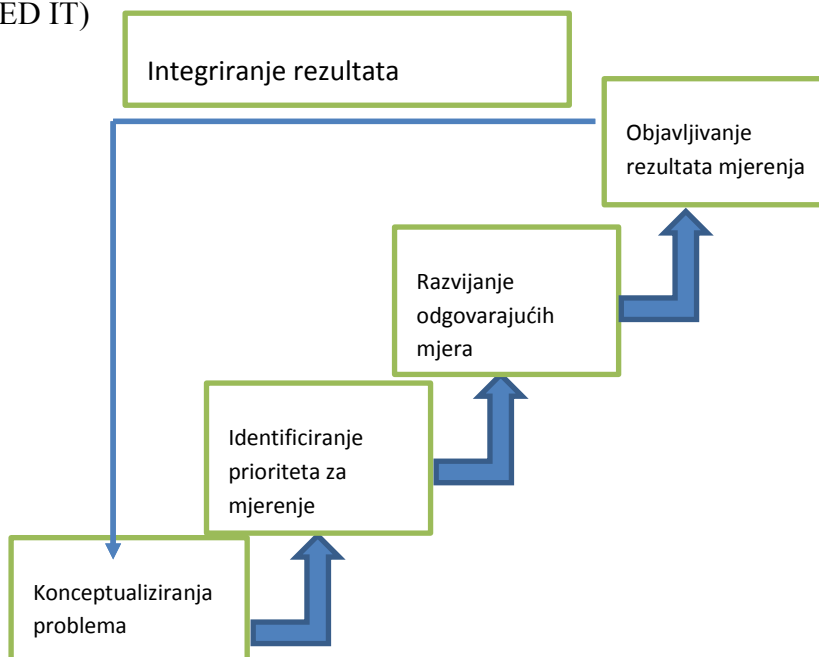 ED IT)
Integriranje rezultata
Objavljivanje
rezultata mjerenja
Razvijanje
odgovarajućih
mjera
Identificiranje
prioriteta za
mjerenje
Konceptualiziranja
problema